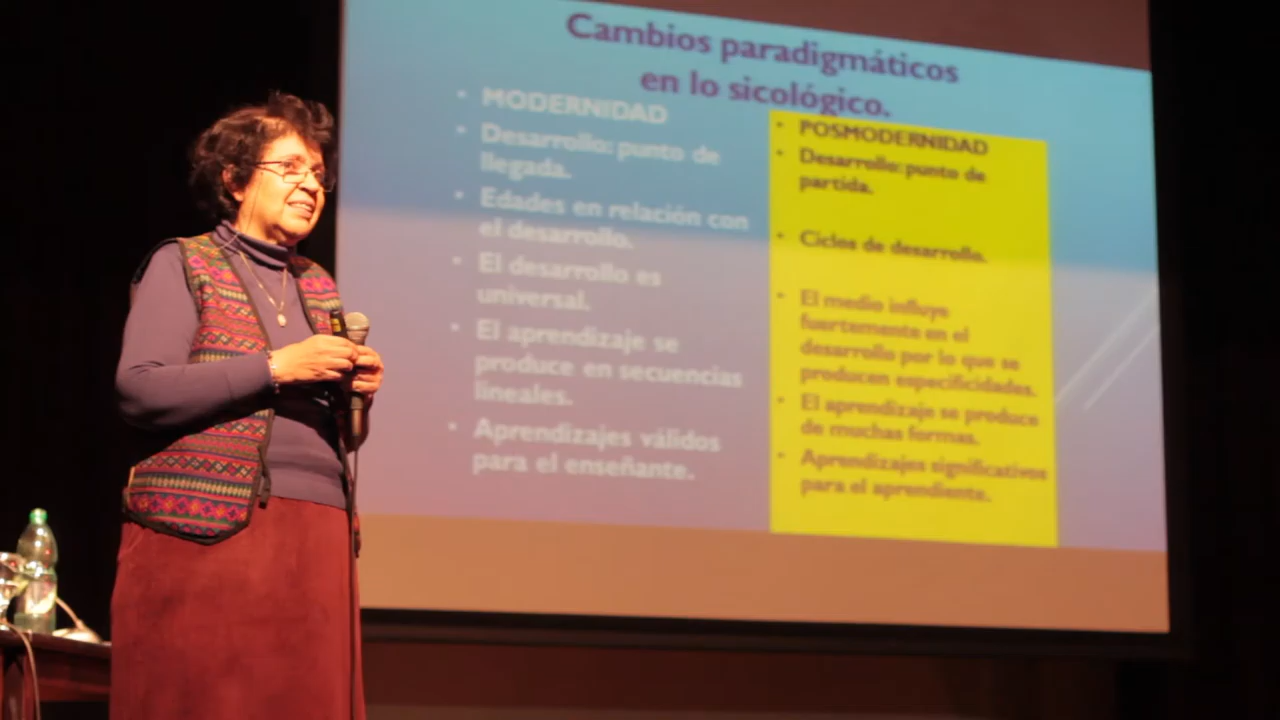 Cambios paradigmáticos
en lo sicológico.
• MODERNIDAD
• Desarrollo: punto de
llegada.
• Edades en relación con
el desarrollo.
• El desarrollo es
universal.
• El aprendizaje se
produce en secuencias
lineales.
• Aprendizajes válidos
para el enseñante.
• POSMODERNIDAD
• Desarrollo: punto de
partida.
• Ciclos de desarrollo.
• El medio influye
fuertemente en el
desarrollo por lo que se
producen especificidades.
• El aprendizaje se produce
de muchas formas.
• Aprendizajes significativos
para el aprendiente.